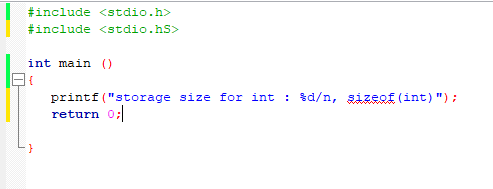 #include <stdio.h>
#include <stdio.hS>
int main ()
{
printf("storage size for int : %d/n, sizeof(int)");
return 0;
}